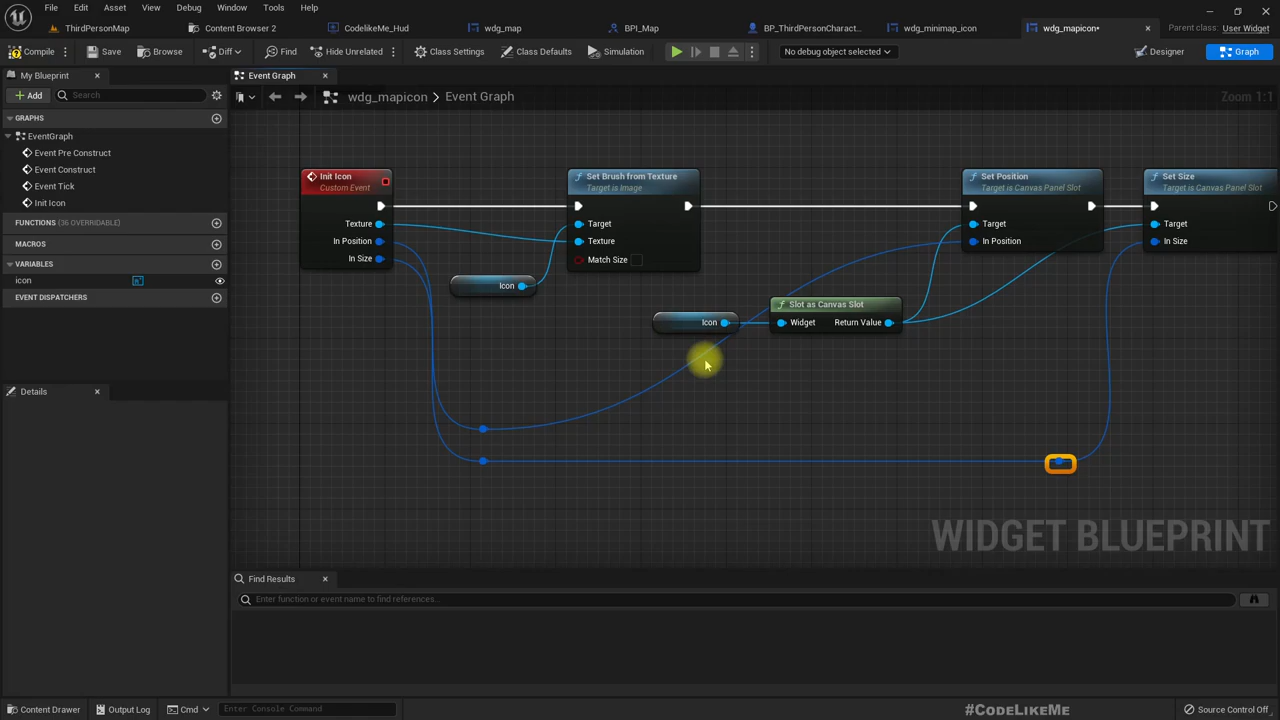 File Edit Asset View Debug Window Tools Help
ThirdPersonMap Content Browser 2 CodelikeMe_Hud wdg_map BPI_Map BP_ThirdPersonCharact... wdg_minimap_icon wdg_mapicon* Parent class: User Widget
Compile Save Browse Diff Find Hide Unrelated Class Settings Class Defaults Simulation No debug object selected Designer Graph
My Blueprint Event Graph
Add Search wdg_mapicon > Event Graph Zoom 1:1
GRAPHS
EventGraph
Event Pre Construct
Event Construct
Event Tick
Init Icon
FUNCTIONS (36 OVERRIDABLE)
MACROS
VARIABLES
icon
EVENT DISPATCHERS
Details
Init Icon
Custom Event
Texture
In Position
In Size
Set Brush from Texture
Target is Image
Target
Texture
Match Size
Icon
Icon
Slot as Canvas Slot
Widget Return Value
Set Position
Target is Canvas Panel Slot
Target
In Position
Set Size
Target is Canvas Panel Slot
Target
In Size
WIDGET BLUEPRINT
Find Results
Enter function or event name to find references...
Content Drawer Output Log Cmd Enter Console Command #CODELIKEME Source Control Off